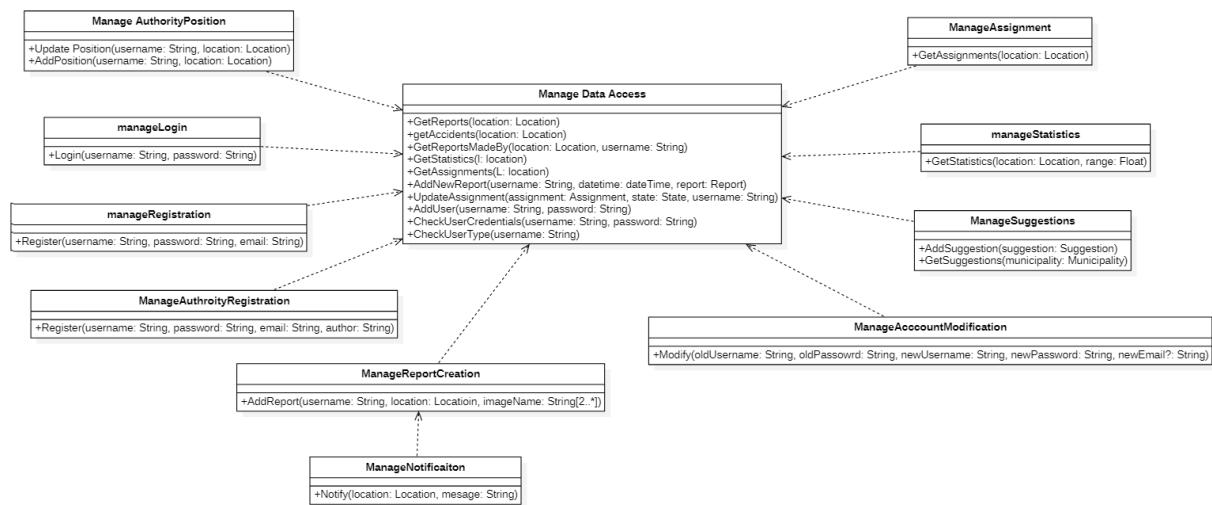 Manage AuthorityPosition
+Update Position(username: String, location: Location)
+AddPosition(username: String, location: Location)
ManageAssignment
+GetAssignments(location: Location)
Manage Data Access
+GetReports(location: Location)
+getAccidents(location: Location)
+GetReportsMadeBy(location: Location, username: String)
+GetStatistics(l: location)
+GetAssignments(L: location)
+AddNewReport(username: String, datetime: dateTime, report: Report)
+UpdateAssignment(assignment: Assignment, state: State, username: String)
+AddUser(username: String, password: String)
+CheckUserCredentials(username: String, password: String)
+CheckUserType(username: String)
manageLogin
+Login(username: String, password: String)
manageStatistics
+GetStatistics(location: Location, range: Float)
manageRegistration
+Register(username: String, password: String, email: String)
ManageSuggestions
+AddSuggestion(suggestion: Suggestion)
+GetSuggestions(municipality: Municipality)
ManageAuthroityRegistration
+Register(username: String, password: String, email: String, author: String)
ManageAcccountModification
+Modify(oldUsername: String, oldPassowrd: String, newUsername: String, newPassword: String, newEmail?: String)
ManageReportCreation
+AddReport(username: String, location: Locatioin, imageName: String[2..*])
ManageNotificaiton
+Notify(location: Location, mesage: String)